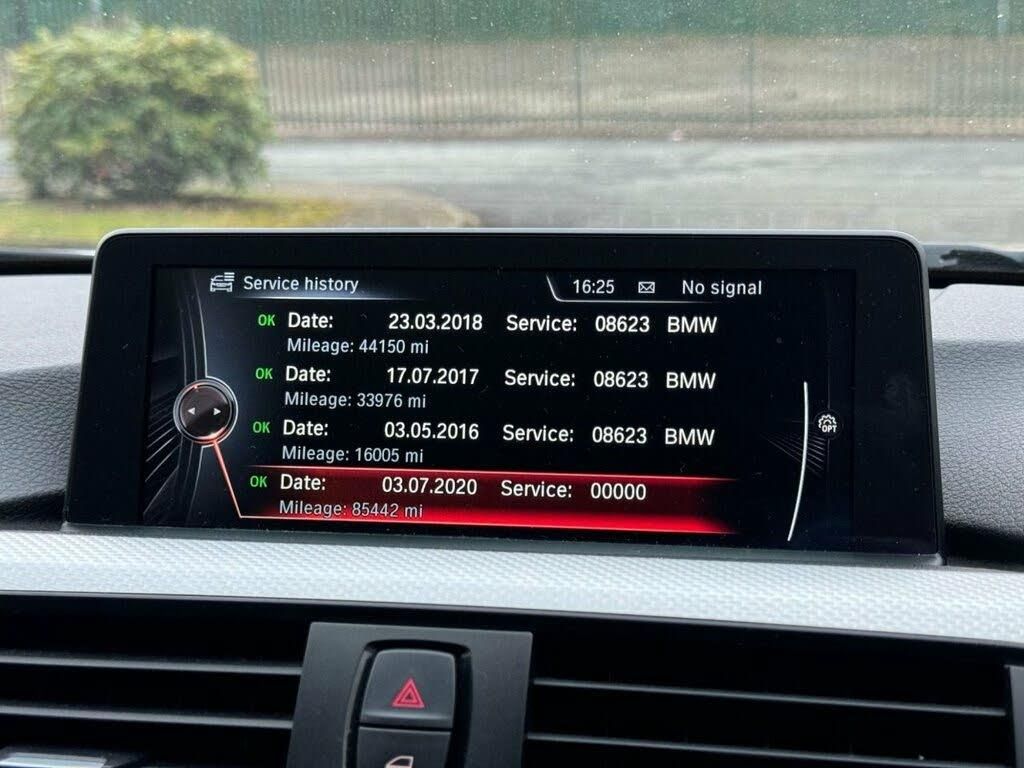 Service history
16:25 No signal
OK Date: 23.03.2018 Service: 08623 BMW
Mileage: 44150 mi
OK Date: 17.07.2017 Service: 08623 BMW
Mileage: 33976 mi
OK Date: 03.05.2016 Service: 08623 BMW
Mileage: 16005 mi
OK Date: 03.07.2020 Service: 00000
Mileage: 85442 mi
OPT